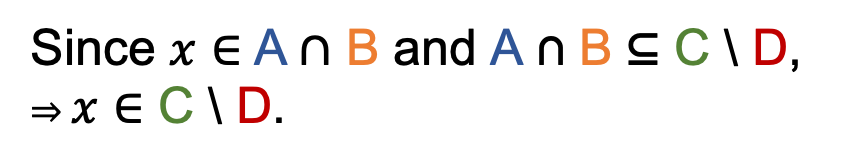 Since 𝑥 ∈ A ∩ B and A ∩ B ⊆ C \ D,
⇒ 𝑥 ∈ C \ D.